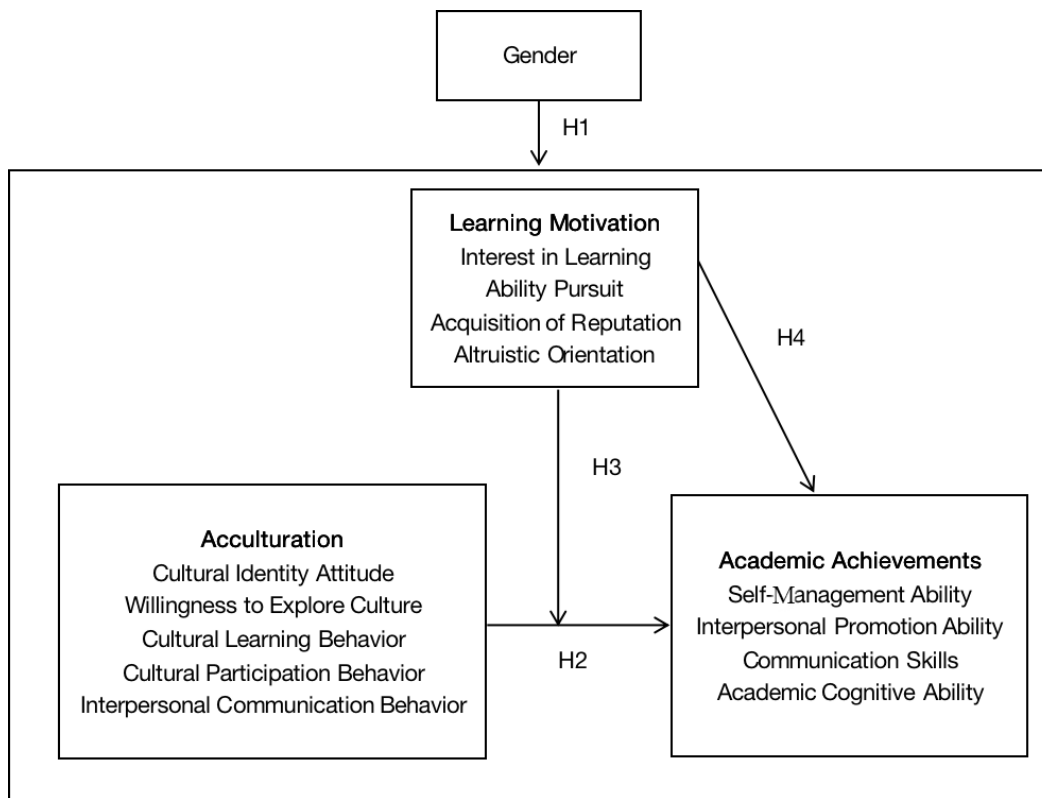 Gender
H1
Learning Motivation
Interest in Learning
Ability Pursuit
Acquisition of Reputation
Altruistic Orientation
H4
H3
Acculturation
Cultural Identity Attitude
Willingness to Explore Culture
Cultural Learning Behavior
Cultural Participation Behavior
Interpersonal Communication Behavior
H2
Academic Achievements
Self-Management Ability
Interpersonal Promotion Ability
Communication Skills
Academic Cognitive Ability